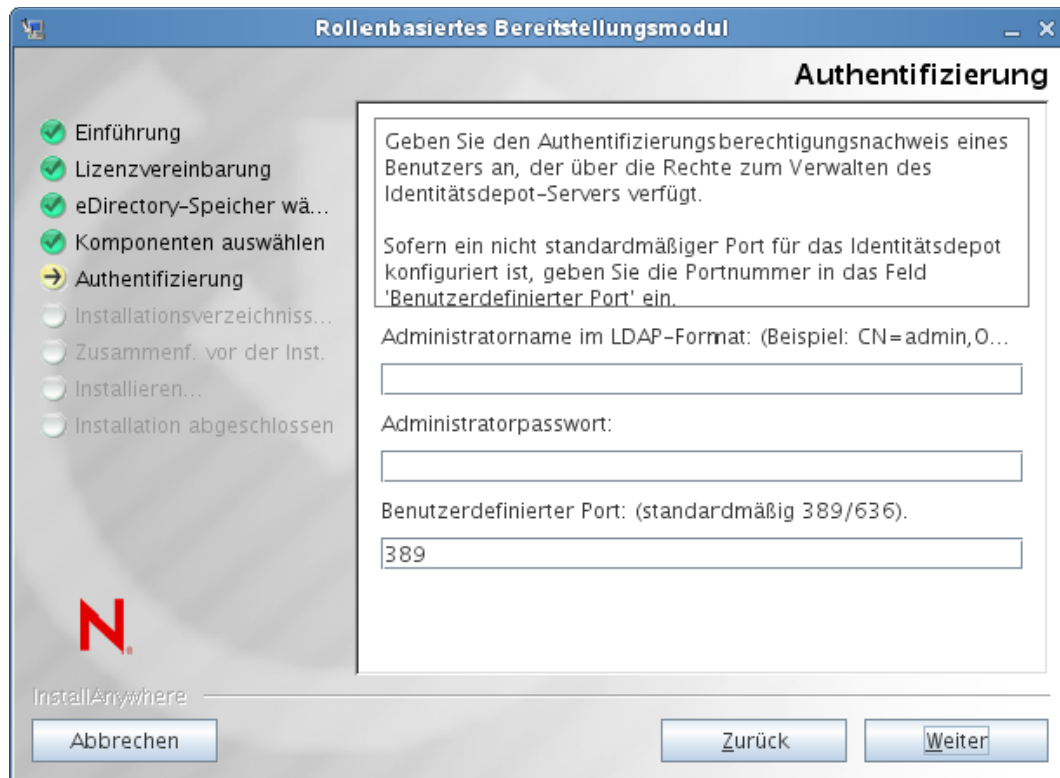 Rollenbasiertes Bereitstellungsmodul
Authentifizierung
Einführung
Lizenzvereinbarung
eDirectory-Speicher wä...
Komponenten auswählen
Authentifizierung
Installationsverzeichniss...
Zusammenf. vor der Inst.
Installieren...
Installation abgeschlossen
Geben Sie den Authentifizierungsberechtigungsnachweis eines
Benutzers an, der über die Rechte zum Verwalten des
Identitätsdepot-Servers verfügt.
Sofern ein nicht standardmäßiger Port für das Identitätsdepot
konfiguriert ist, geben Sie die Portnummer in das Feld
'Benutzerdefinierter Port' ein.
Administratorname im LDAP-Format: (Beispiel: CN=admin,O...
Administratorpasswort:
Benutzerdefinierter Port: (standardmäßig 389/636).
389
N
InstallAnywhere
Abbrechen
Zurück
Weiter